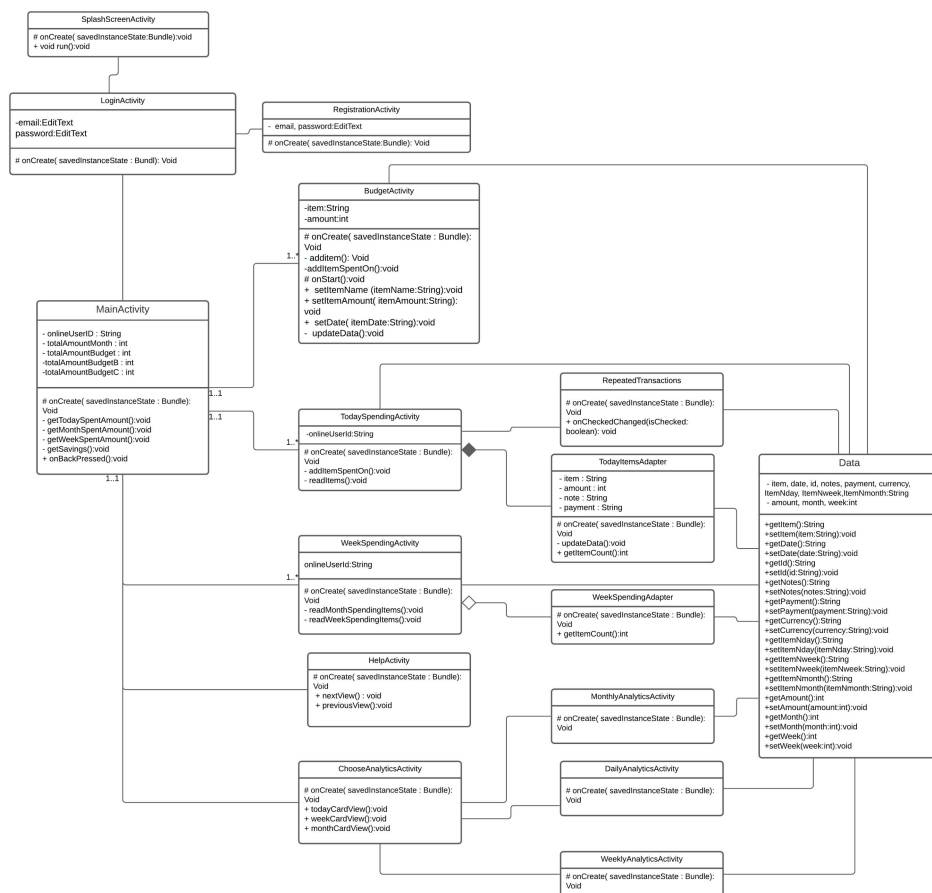 SplashScreenActivity
# onCreate( savedInstanceState:Bundle):void
+ void run():void
LoginActivity
-email:EditText
password:EditText
# onCreate( savedInstanceState : Bundl): Void
RegistrationActivity
- email, password:EditText
# onCreate( savedInstanceState:Bundle): Void
BudgetActivity
-item:String
-amount:int
# onCreate( savedInstanceState : Bundle):
Void
- additem(): Void
-addItemSpentOn():void
# onStart():void
+ setItemName (itemName:String):void
+ setItemAmount( itemAmount:String):
void
+ setDate( itemDate:String):void
- updateData():void
1..*
MainActivity
- onlineUserID : String
- totalAmountMonth : int
- totalAmountBudget : int
-totalAmountBudgetB : int
-totalAmountBudgetC : int
# onCreate( savedInstanceState : Bundle):
Void
- getTodaySpentAmount():void
- getMonthSpentAmount():void
- getWeekSpentAmount():void
- getSavings():void
+ onBackPressed():void
1..1
1..1
1..1
TodaySpendingActivity
-onlineUserId:String
# onCreate( savedInstanceState : Bundle):
Void
- addItemSpentOn():void
- readItems():void
1..*
RepeatedTransactions
# onCreate( savedInstanceState : Bundle):
Void
+ onCheckedChanged(isChecked:
boolean): void
TodayItemsAdapter
- item : String
- amount : int
- note : String
- payment : String
# onCreate( savedInstanceState : Bundle):
Void
- updateData():void
+ getItemCount():int
Data
- item, date, id, notes, payment, currency,
ItemNday, ItemNweek,ItemNmonth:String
- amount, month, week:int
+getItem():String
+setItem(item:String):void
+getDate():String
+setDate(date:String):void
+getId():String
+setId(id:String):void
+getNotes():String
+setNotes(notes:String):void
+getPayment():String
+setPayment(payment:String):void
+getCurrency():String
+setCurrency(currency:String):void
+getItemNday():String
+setItemNday(itemNday:String):void
+getItemNweek():String
+setItemNweek(itemNweek:String):void
+getItemNmonth():String
+setItemNmonth(itemNmonth:String):void
+getAmount():int
+setAmount(amount:int):void
+getMonth():int
+setMonth(month:int):void
+getWeek():int
+setWeek(week:int):void
WeekSpendingActivity
onlineUserId:String
# onCreate( savedInstanceState : Bundle):
Void
- readMonthSpendingItems():void
- readWeekSpendingItems():void
1..*
WeekSpendingAdapter
# onCreate( savedInstanceState : Bundle):
Void
+ getItemCount():int
HelpActivity
# onCreate( savedInstanceState : Bundle):
Void
+ nextView() : void
+ previousView():void
MonthlyAnalyticsActivity
# onCreate( savedInstanceState : Bundle):
Void
ChooseAnalyticsActivity
# onCreate( savedInstanceState : Bundle):
Void
+ todayCardView():void
+ weekCardView():void
+ monthCardView():void
DailyAnalyticsActivity
# onCreate( savedInstanceState : Bundle):
Void
WeeklyAnalyticsActivity
# onCreate( savedInstanceState : Bundle):
Void